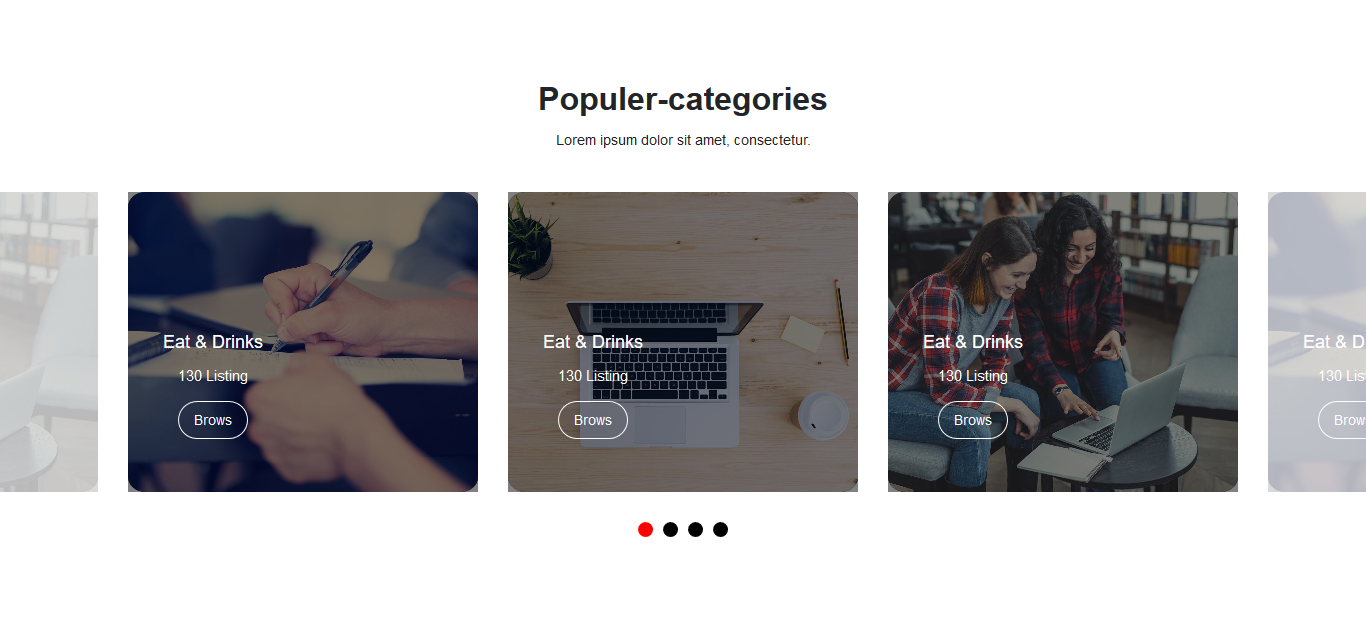 Populer-categories
Lorem ipsum dolor sit amet, consectetur.
Eat & Drinks
130 Listing
Brows
Eat & Drinks
130 Listing
Brows
Eat & Drinks
130 Listing
Brows
Eat & D
130 Lis
Brow